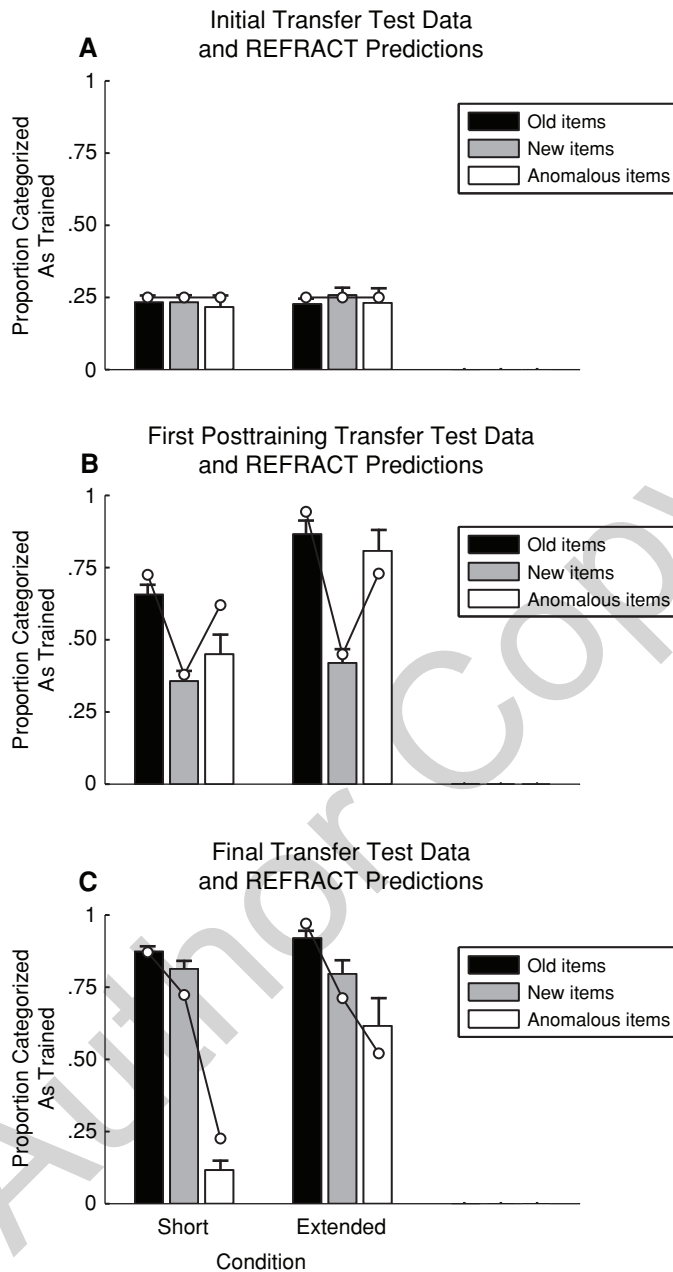 Initial Transfer Test Data
A
and REFRACT Predictions
1
.75
.50
.25
0
Proportion Categorized
As Trained
Old items
New items
Anomalous items
First Posttraining Transfer Test Data
B
and REFRACT Predictions
1
.75
.50
.25
0
Proportion Categorized
As Trained
Old items
New items
Anomalous items
Final Transfer Test Data
C
and REFRACT Predictions
1
.75
.50
.25
0
Proportion Categorized
As Trained
Old items
New items
Anomalous items
Short
Extended
Condition
Author Copy